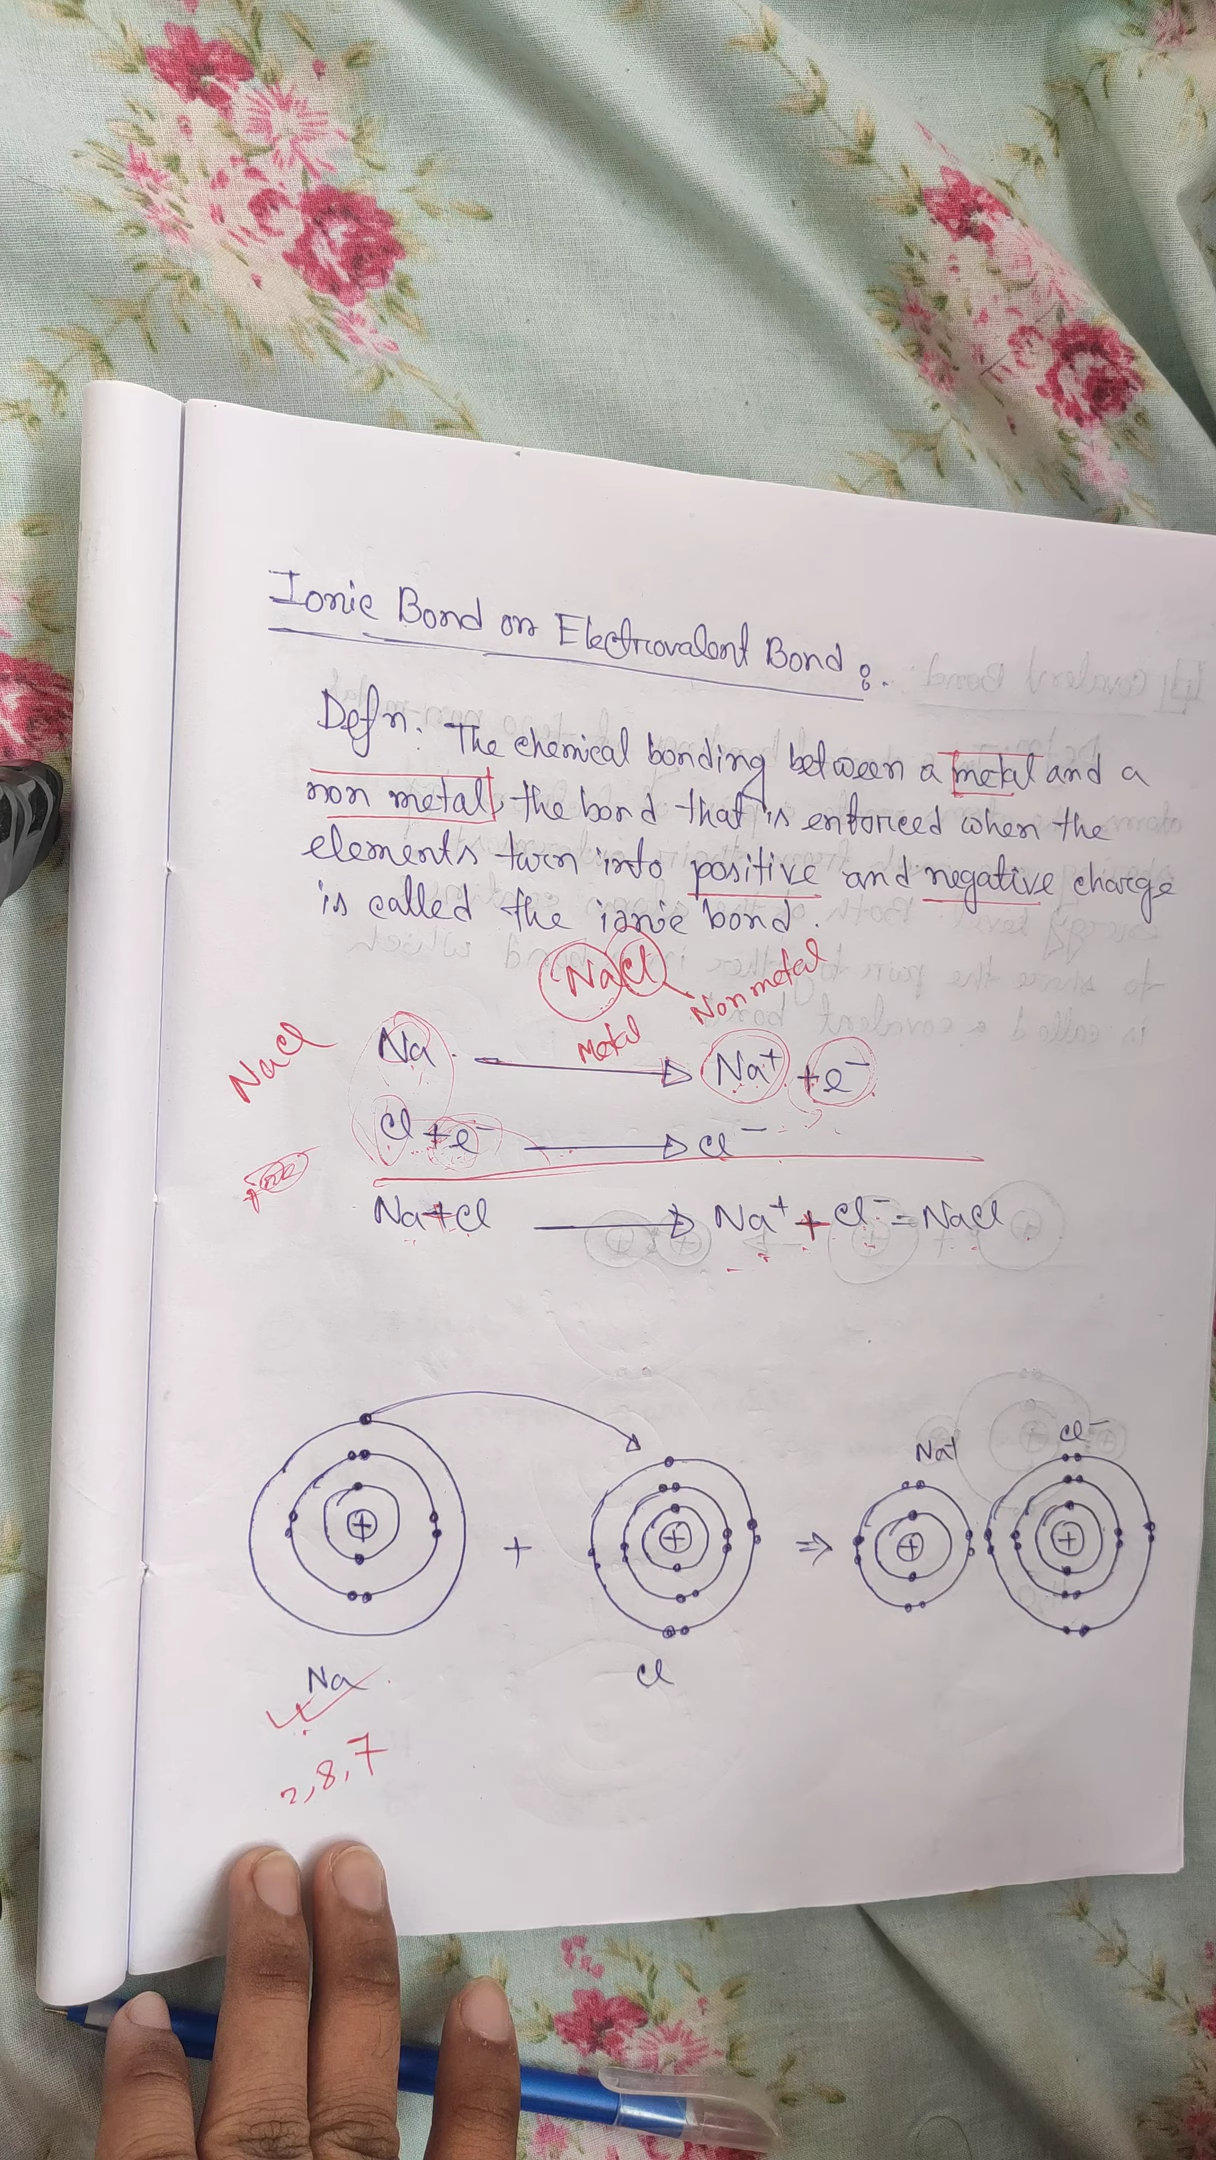 Ionic Bond or Electrovalent Bond :.
Defn. The chemical bonding between a metal and a
non metal, the bond that is enforced when the
elements turn into positive and negative charge
is called the ionic bond.
NaCl
Nonmetal
Metal
NaCl
Na → Na⁺ + e⁻
Cl + e⁻ → Cl⁻
Na + Cl → Na⁺ + Cl⁻ = NaCl
Na⁺ Cl⁻
+ + + ⇒ + +
Na Cl
2,8,7